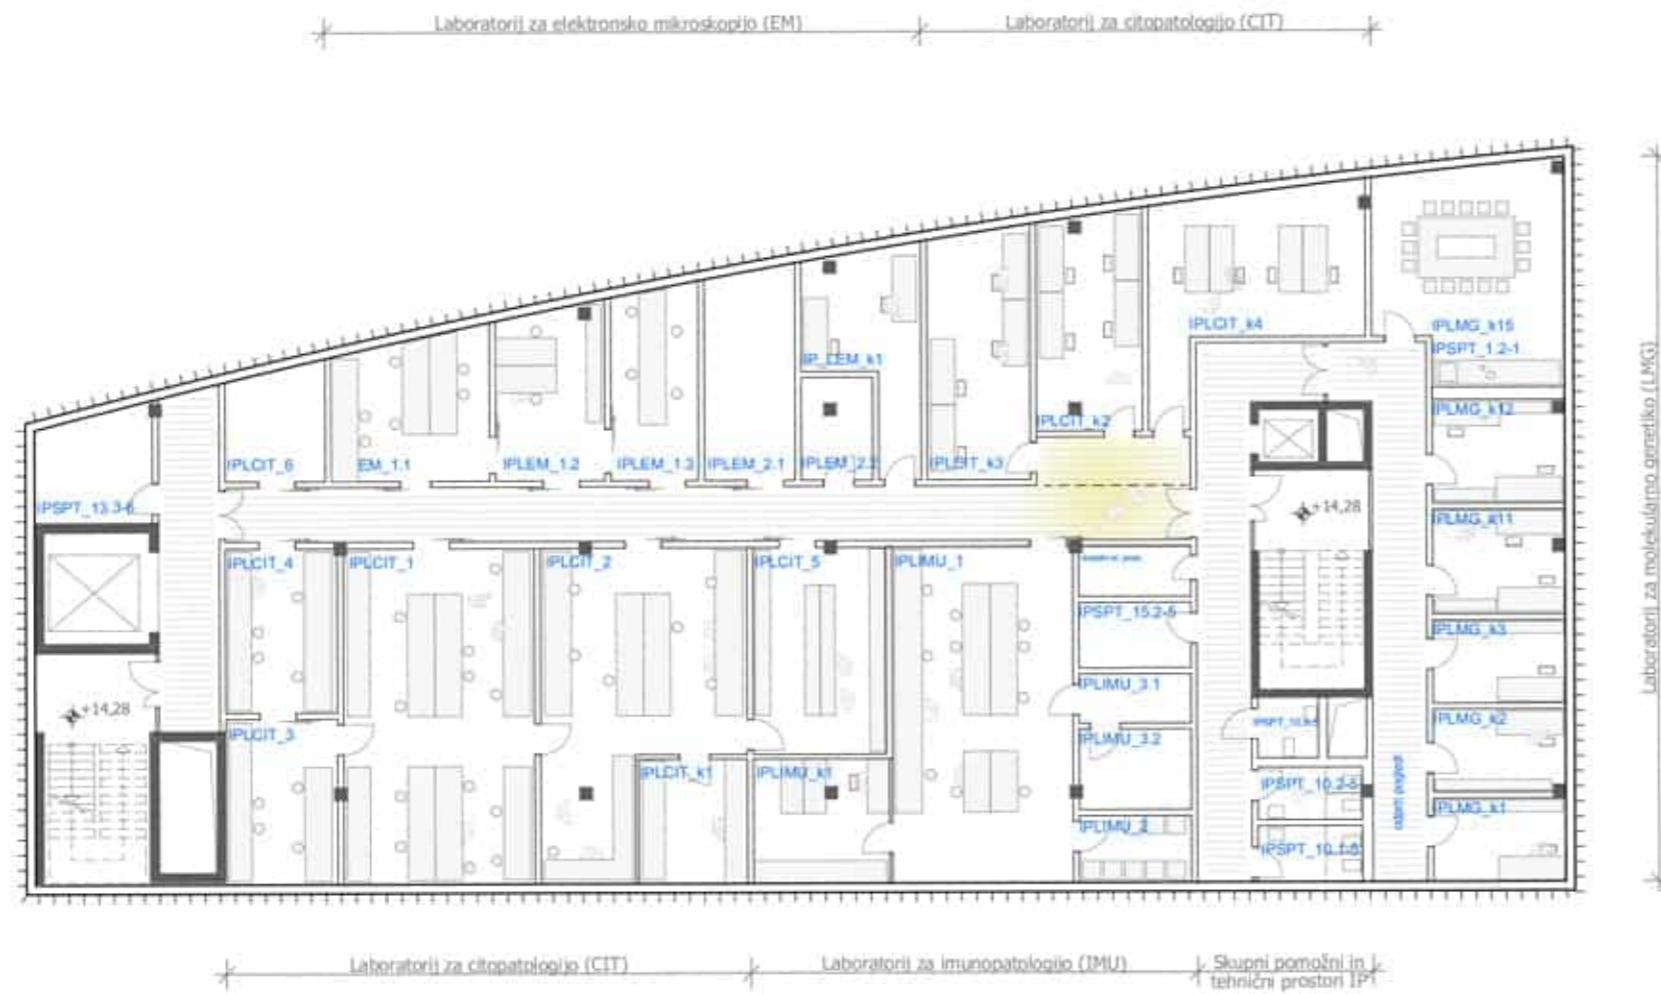 Laboratorij za elektronsko mikroskopijo (EM)
Laboratorij za citopatologijo (CIT)
IPLCIT_k4
IPLMG_k15
IPSPT_1.2-1
IP_LEM_k1
IPLMG_k12
IPLCIT_k2
IPLCIT_6
EM_1.1
IPLEM_1.2
IPLEM_1.3
IPLEM_2.1
IPLEM_2.2
IPLCIT_k3
IPSPT_13.3-6
+14,28
IPLMG_k11
IPLCIT_4
IPLCIT_1
IPLCIT_2
IPLCIT_5
IPLIMU_1
IPSPT_15.2-5
IPLMG_k3
IPLIMU_3.1
+14,28
IPLMG_k2
IPLCIT_3
IPLIMU_3.2
IPLCIT_k1
IPLIMU_k1
IPSPT_10.2-5
IPLMG_k1
IPLIMU_2
IPSPT_10.1-5
Laboratorij za molekularno genetiko (LMG)
Laboratorij za citopatologijo (CIT)
Laboratorij za imunopatologijo (IMU)
Skupni pomožni in
tehnični prostori IP